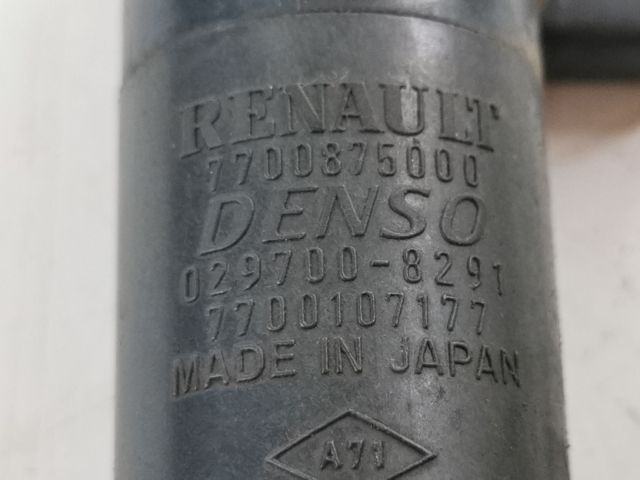 RENAULT
7700875000
DENSO
029700-8291
7700107177
MADE IN JAPAN
A71